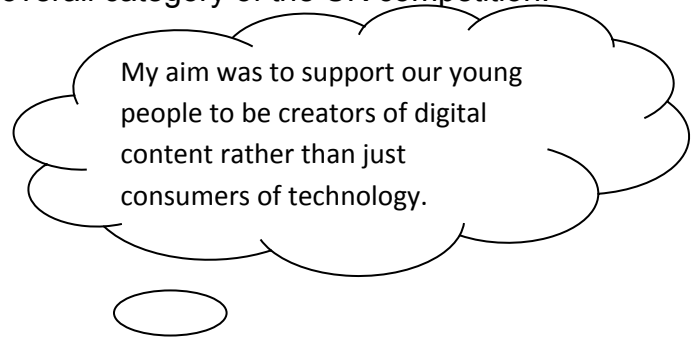 overall category of the UK competition.
My aim was to support our young
people to be creators of digital
content rather than just
consumers of technology.